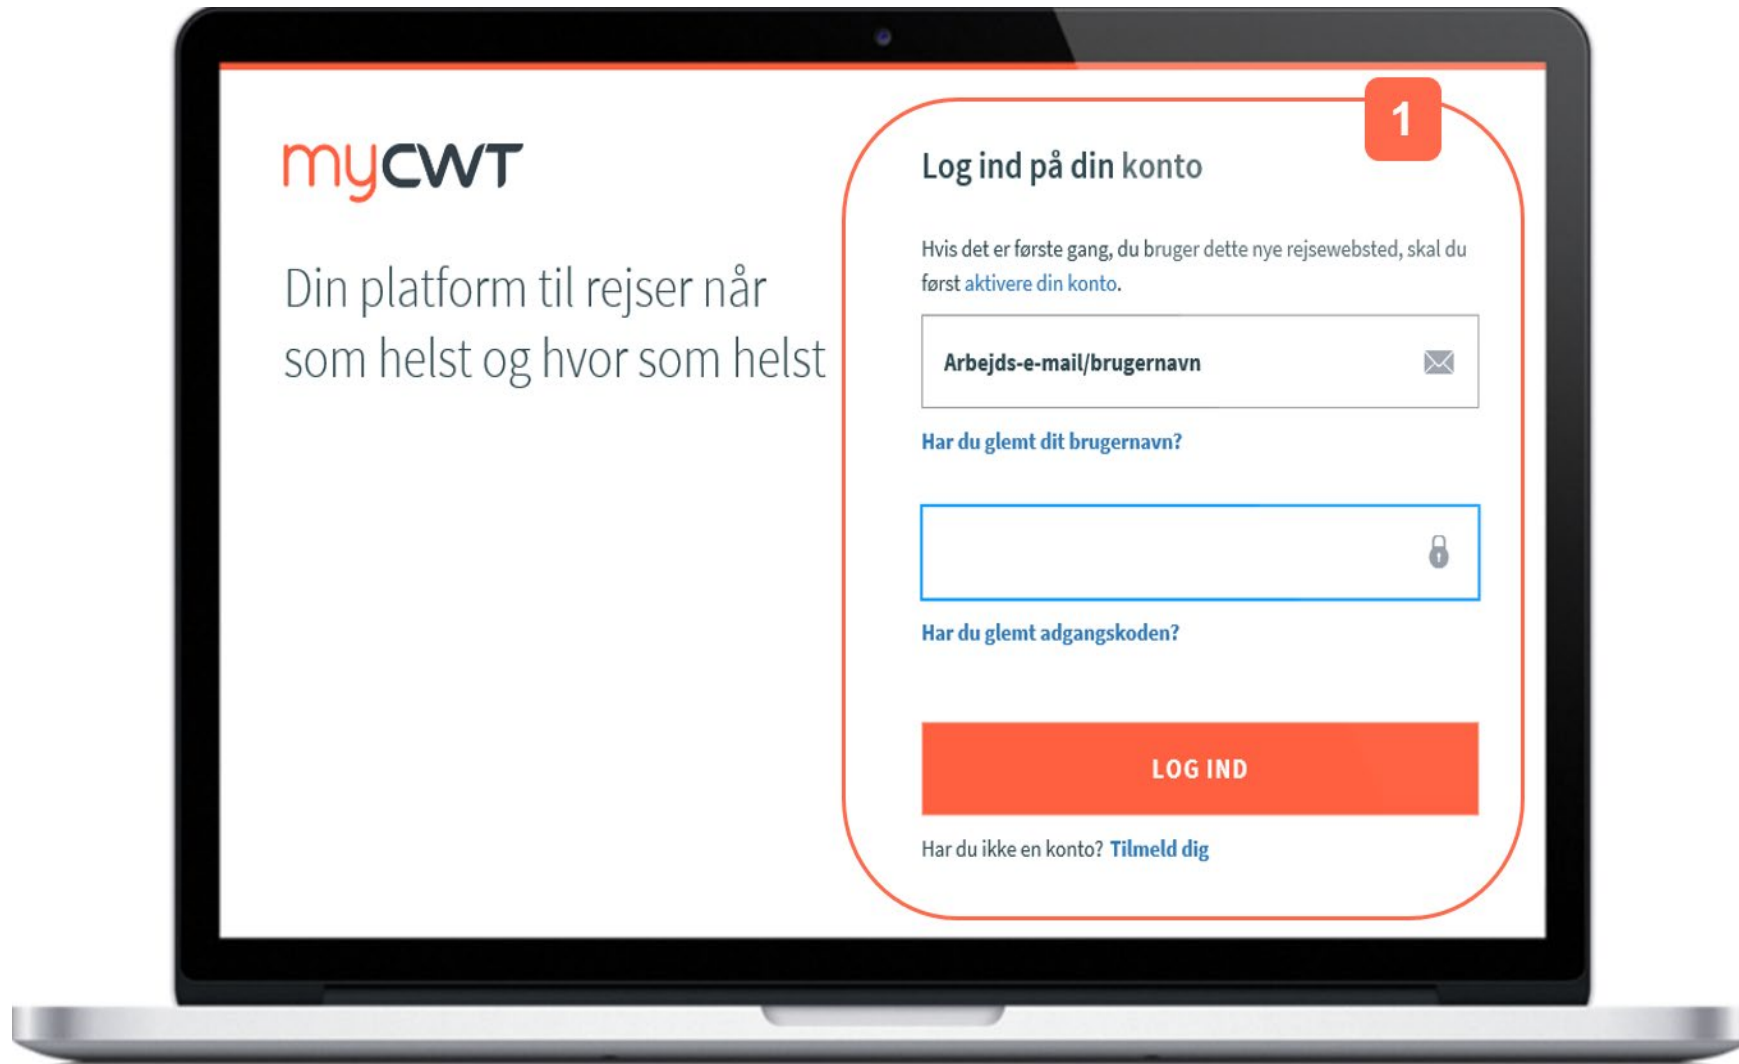 myCWT
Din platform til rejser når
som helst og hvor som helst
1
Log ind på din konto
Hvis det er første gang, du bruger dette nye rejsewebsted, skal du
først aktivere din konto.
Arbejds-e-mail/brugernavn
Har du glemt dit brugernavn?
Har du glemt adgangskoden?
LOG IND
Har du ikke en konto? Tilmeld dig